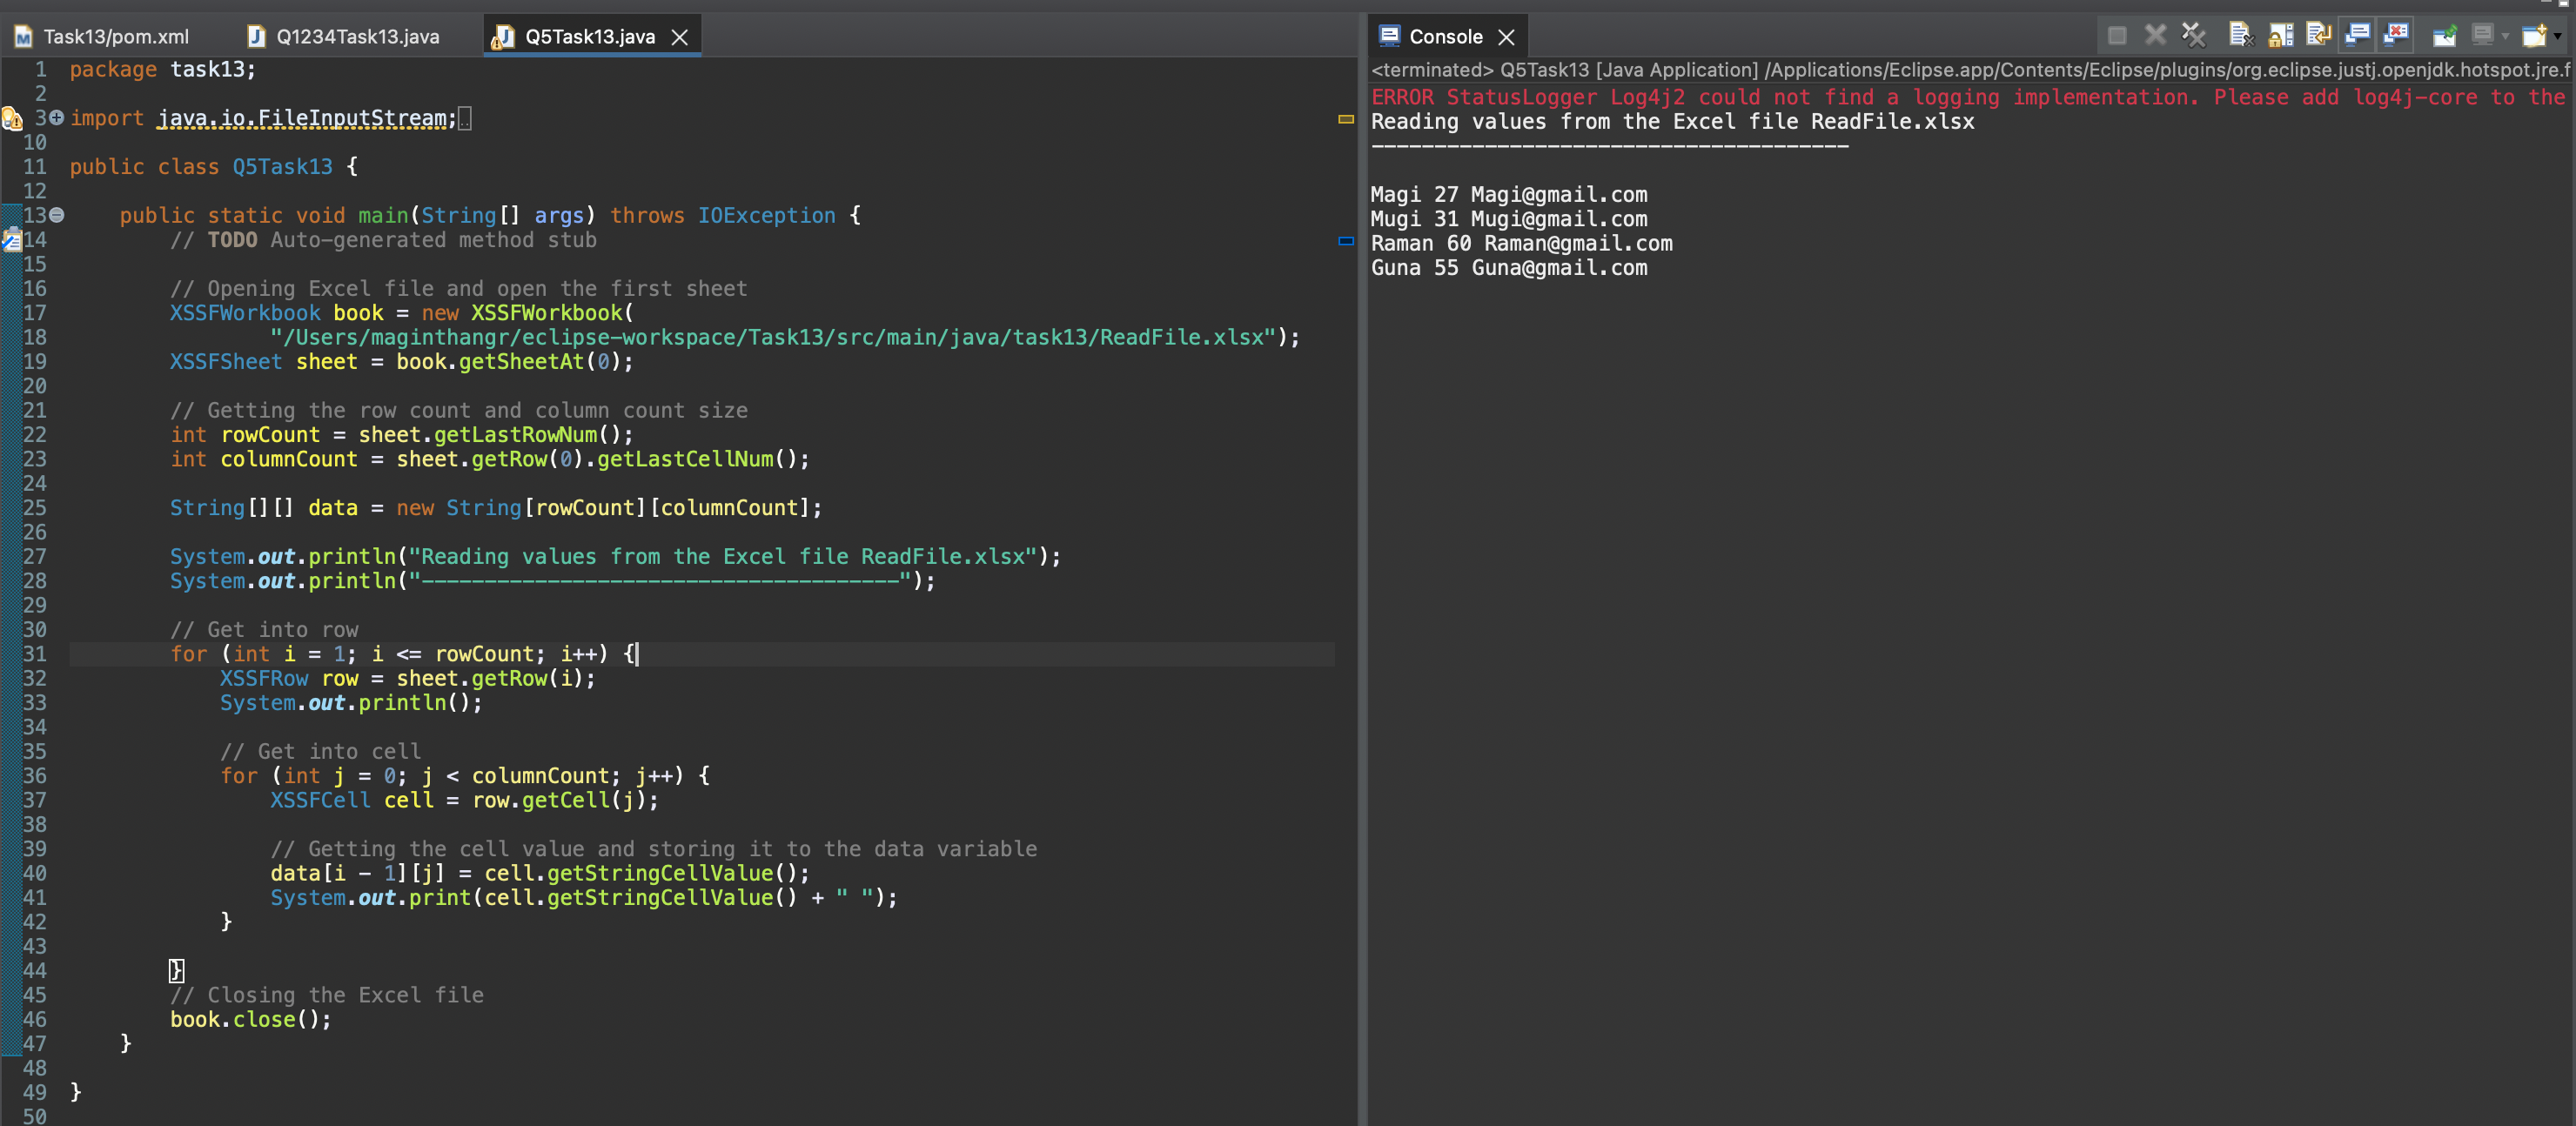 Task13/pom.xml
Q1234Task13.java
Q5Task13.java
1 package task13;
2
3 import java.io.FileInputStream;
10
11 public class Q5Task13 {
12
13 public static void main(String[] args) throws IOException {
14 // TODO Auto-generated method stub
15
16 // Opening Excel file and open the first sheet
17 XSSFWorkbook book = new XSSFWorkbook(
18 "/Users/maginthangr/eclipse-workspace/Task13/src/main/java/task13/ReadFile.xlsx");
19 XSSFSheet sheet = book.getSheetAt(0);
20
21 // Getting the row count and column count size
22 int rowCount = sheet.getLastRowNum();
23 int columnCount = sheet.getRow(0).getLastCellNum();
24
25 String[][] data = new String[rowCount][columnCount];
26
27 System.out.println("Reading values from the Excel file ReadFile.xlsx");
28 System.out.println("--------------------------------------");
29
30 // Get into row
31 for (int i = 1; i <= rowCount; i++) {
32 XSSFRow row = sheet.getRow(i);
33 System.out.println();
34
35 // Get into cell
36 for (int j = 0; j < columnCount; j++) {
37 XSSFCell cell = row.getCell(j);
38
39 // Getting the cell value and storing it to the data variable
40 data[i - 1][j] = cell.getStringCellValue();
41 System.out.print(cell.getStringCellValue() + " ");
42 }
43
44 }
45 // Closing the Excel file
46 book.close();
47 }
48
49 }
50
Console
<terminated> Q5Task13 [Java Application] /Applications/Eclipse.app/Contents/Eclipse/plugins/org.eclipse.justj.openjdk.hotspot.jre.f
ERROR StatusLogger Log4j2 could not find a logging implementation. Please add log4j-core to the
Reading values from the Excel file ReadFile.xlsx
--------------------------------------
Magi 27 Magi@gmail.com
Mugi 31 Mugi@gmail.com
Raman 60 Raman@gmail.com
Guna 55 Guna@gmail.com